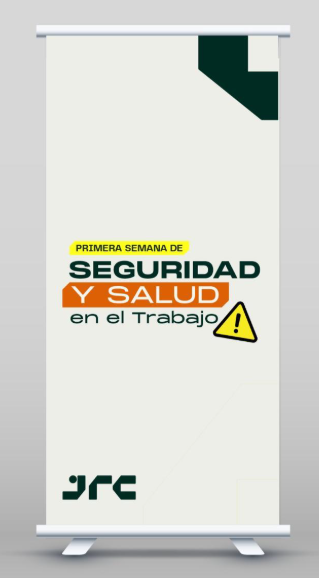 PRIMERA SEMANA DE
SEGURIDAD
Y SALUD
en el Trabajo
!
JrC